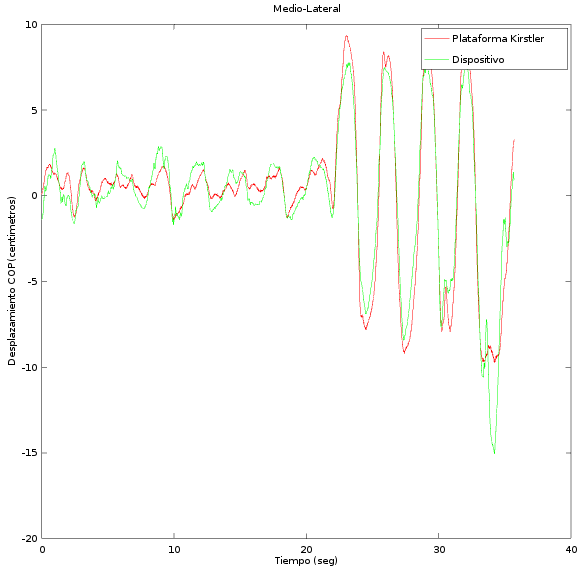 Medio-Lateral
Plataforma Kirstler
Dispositivo
Desplazamiento COP (centimetros)
10
5
0
-5
-10
-15
-20
0 10 20 30 40
Tiempo (seg)